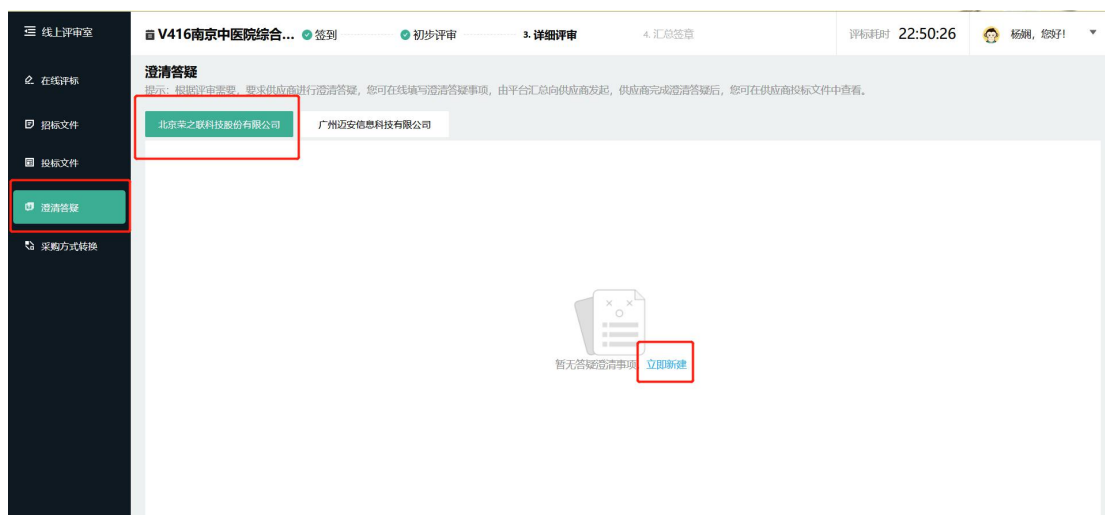 线上评审室
V416南京中医院综合...
签到
初步评审
3. 详细评审
4. 汇总签章
评标耗时 22:50:26
杨娴，您好！
在线评标
招标文件
投标文件
澄清答疑
采购方式转换
澄清答疑
提示：根据评审需要，要求供应商进行澄清答疑，您可在线填写澄清答疑事项，由平台汇总向供应商发起，供应商完成澄清答疑后，您可在供应商投标文件中查看。
北京荣之联科技股份有限公司
广州迈安信息科技有限公司
暂无答疑澄清事项 立即新建